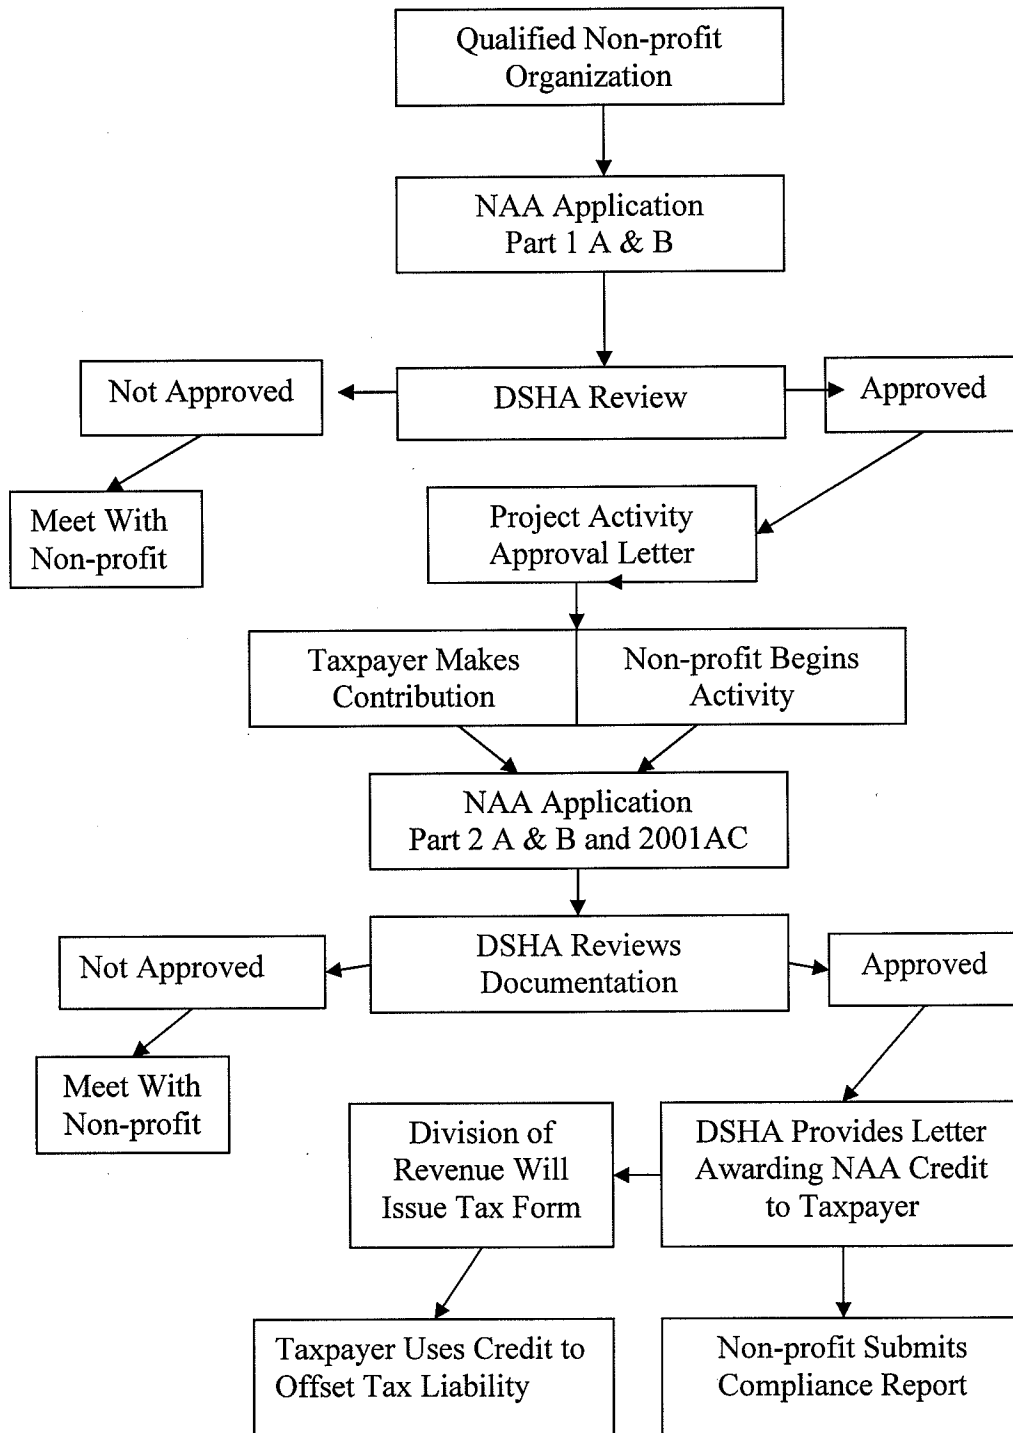 Qualified Non-profit
Organization
NAA Application
Part 1 A & B
Not Approved
DSHA Review
Approved
Meet With
Non-profit
Project Activity
Approval Letter
Taxpayer Makes
Contribution
Non-profit Begins
Activity
NAA Application
Part 2 A & B and 2001AC
Not Approved
DSHA Reviews
Documentation
Approved
Meet With
Non-profit
Division of
Revenue Will
Issue Tax Form
DSHA Provides Letter
Awarding NAA Credit
to Taxpayer
Taxpayer Uses Credit to
Offset Tax Liability
Non-profit Submits
Compliance Report